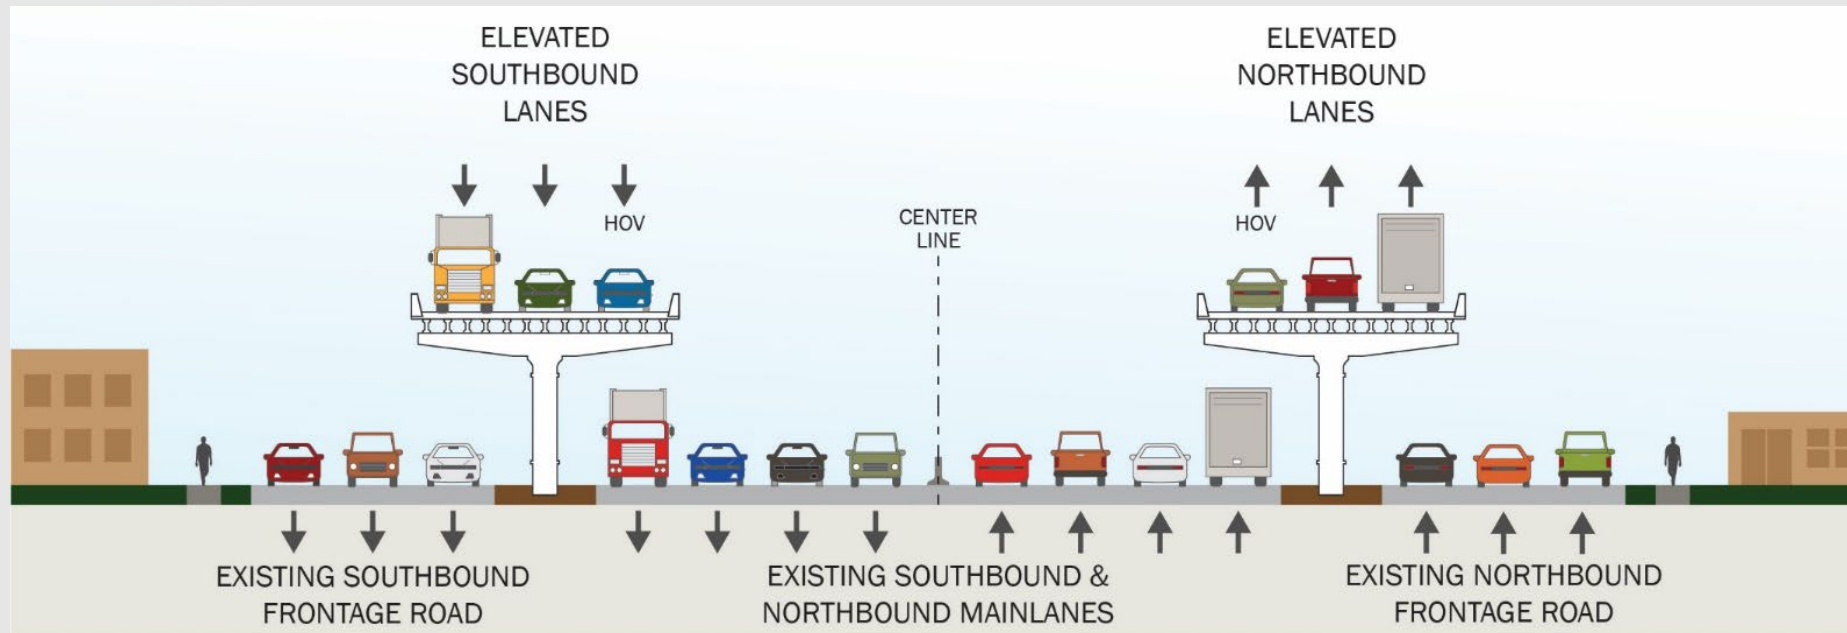 ELEVATED
SOUTHBOUND
LANES
ELEVATED
NORTHBOUND
LANES
HOV
CENTER
LINE
HOV
EXISTING SOUTHBOUND
FRONTAGE ROAD
EXISTING SOUTHBOUND &
NORTHBOUND MAINLANES
EXISTING NORTHBOUND
FRONTAGE ROAD